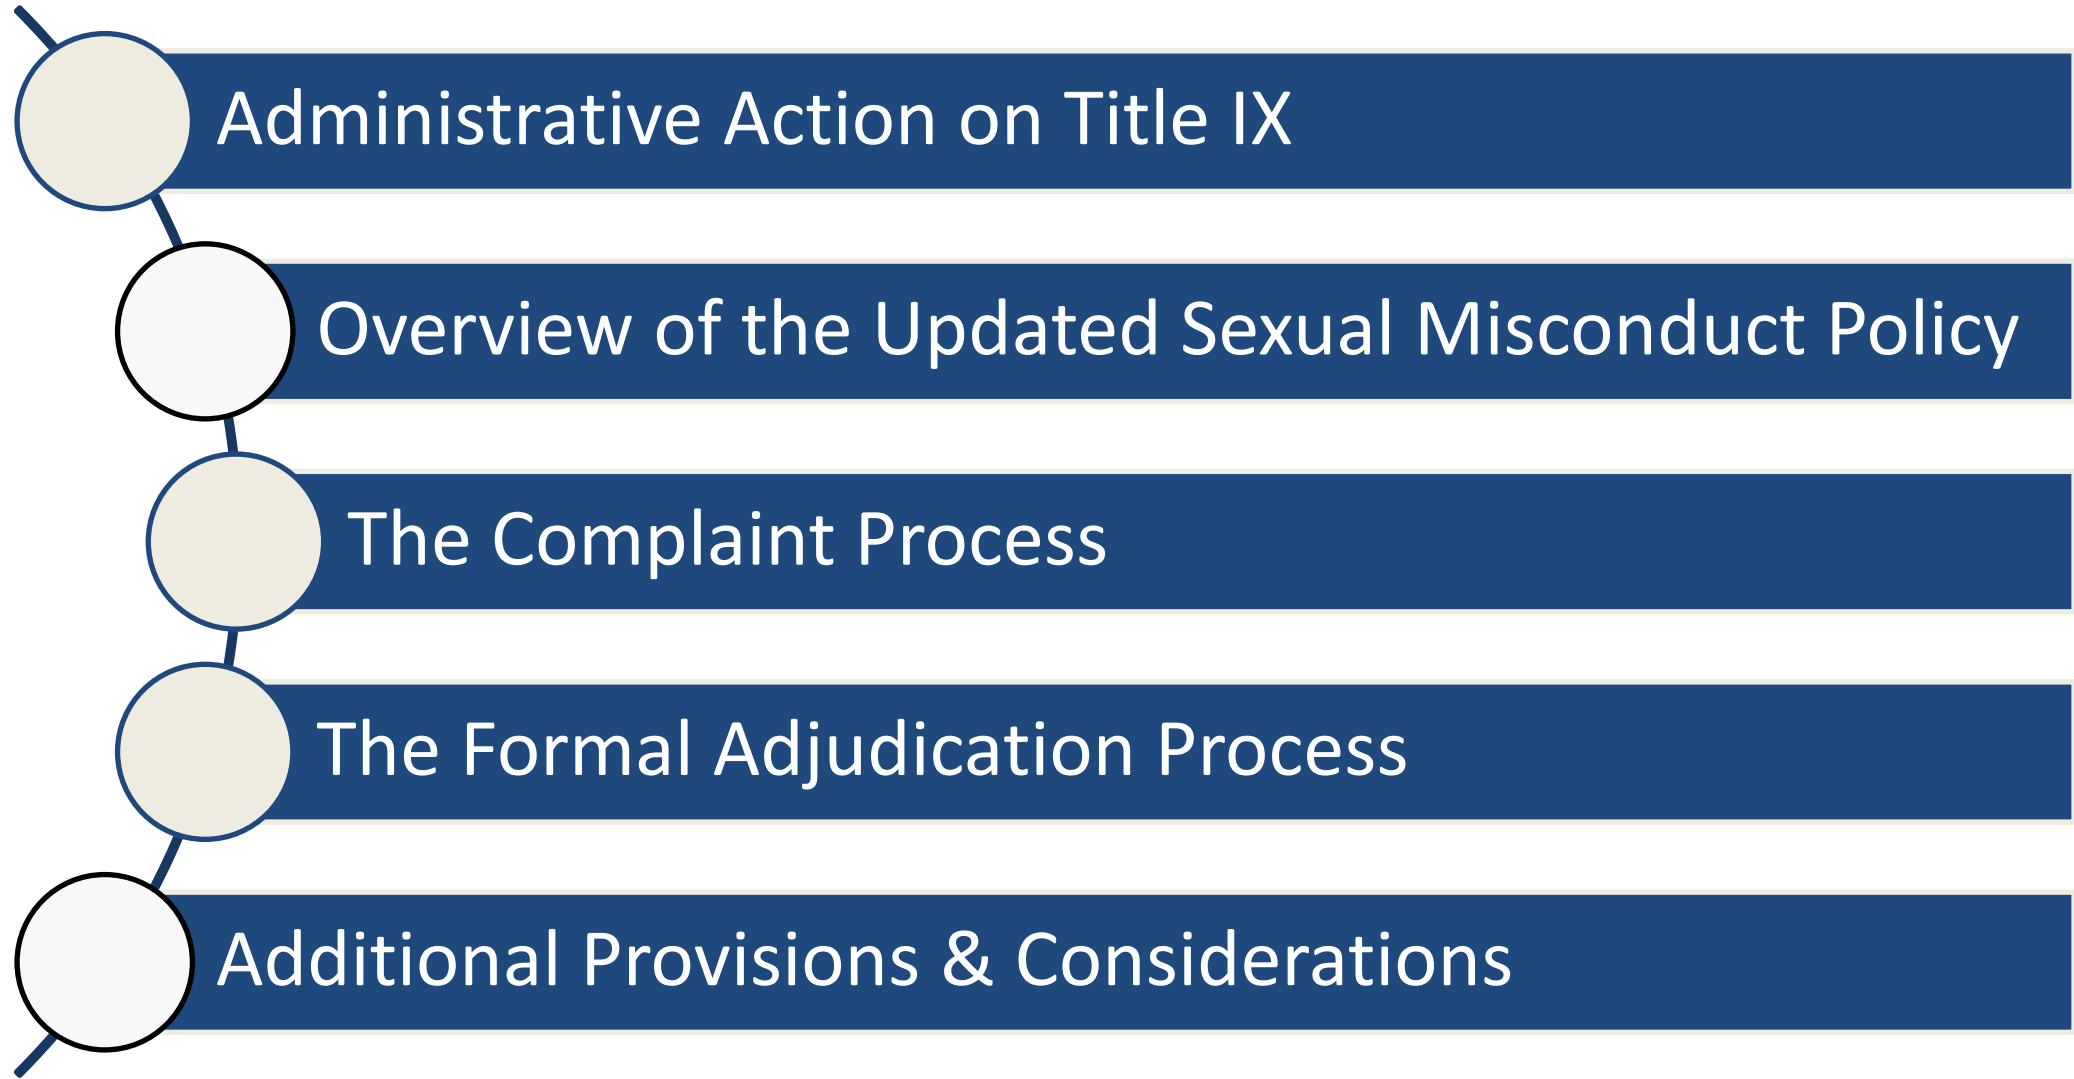 Administrative Action on Title IX
Overview of the Updated Sexual Misconduct Policy
The Complaint Process
The Formal Adjudication Process
Additional Provisions & Considerations